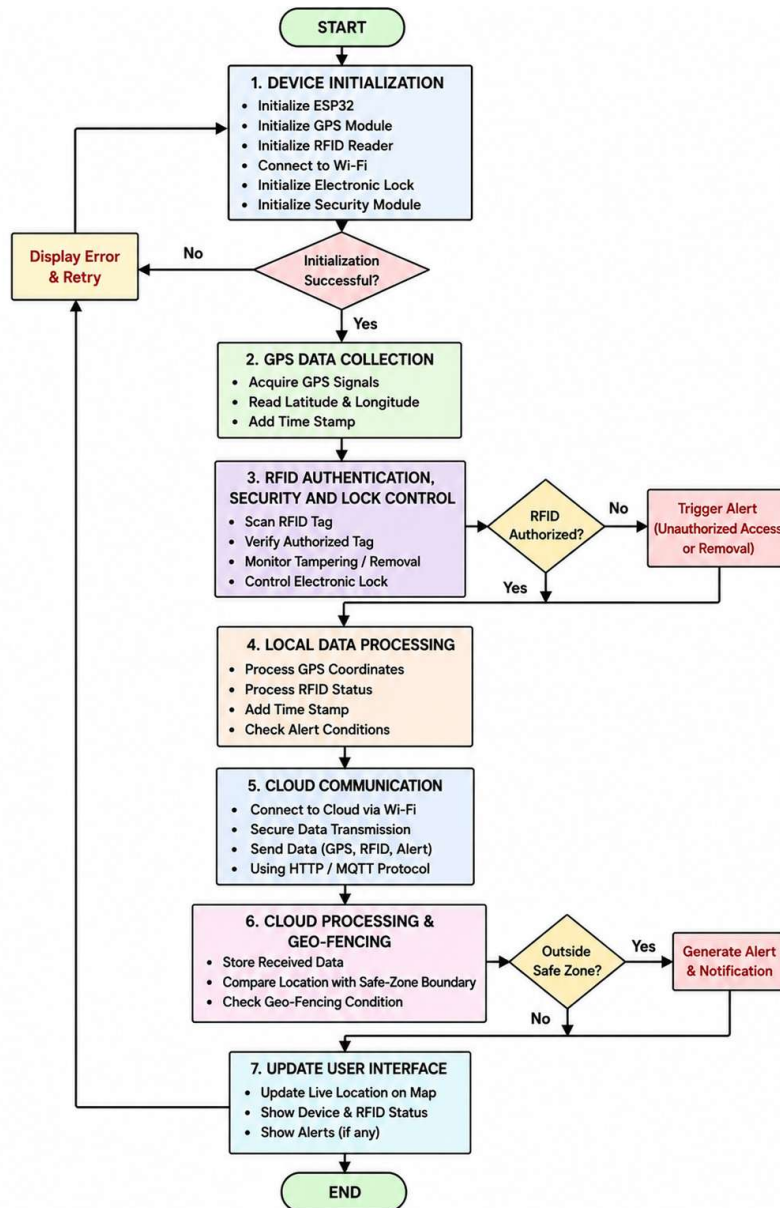 START
1. DEVICE INITIALIZATION
• Initialize ESP32
• Initialize GPS Module
• Initialize RFID Reader
• Connect to Wi-Fi
• Initialize Electronic Lock
• Initialize Security Module
Display Error
& Retry
No
Initialization
Successful?
Yes
2. GPS DATA COLLECTION
• Acquire GPS Signals
• Read Latitude & Longitude
• Add Time Stamp
3. RFID AUTHENTICATION,
SECURITY AND LOCK CONTROL
• Scan RFID Tag
• Verify Authorized Tag
• Monitor Tampering / Removal
• Control Electronic Lock
RFID
Authorized?
No
Trigger Alert
(Unauthorized Access
or Removal)
Yes
4. LOCAL DATA PROCESSING
• Process GPS Coordinates
• Process RFID Status
• Add Time Stamp
• Check Alert Conditions
5. CLOUD COMMUNICATION
• Connect to Cloud via Wi-Fi
• Secure Data Transmission
• Send Data (GPS, RFID, Alert)
• Using HTTP / MQTT Protocol
6. CLOUD PROCESSING &
GEO-FENCING
• Store Received Data
• Compare Location with Safe-Zone Boundary
• Check Geo-Fencing Condition
Outside
Safe Zone?
Yes
Generate Alert
& Notification
No
7. UPDATE USER INTERFACE
• Update Live Location on Map
• Show Device & RFID Status
• Show Alerts (if any)
END